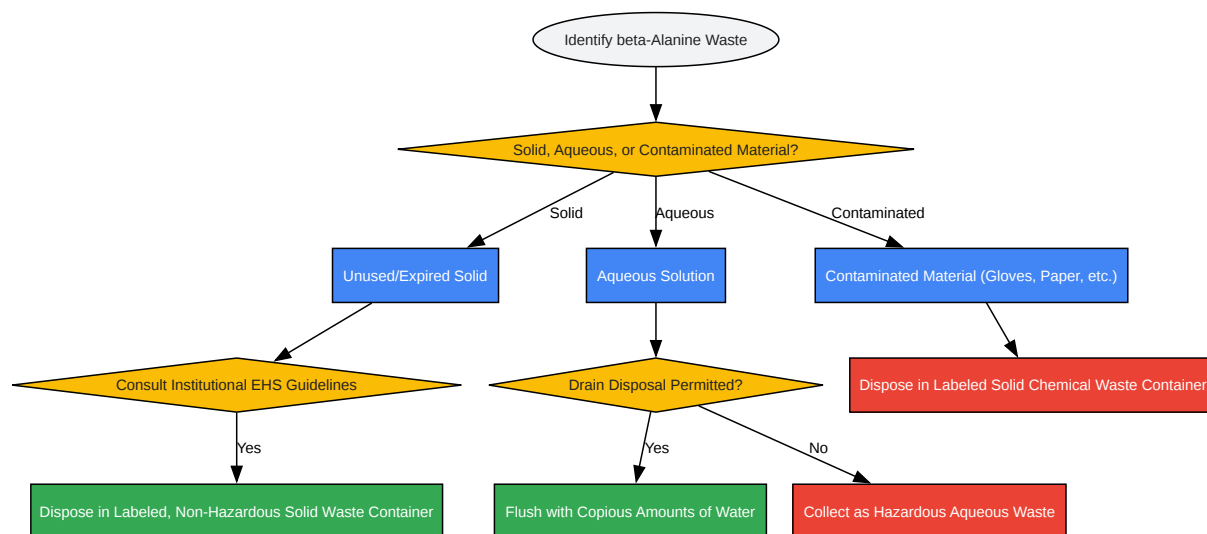 Identify beta-Alanine Waste
Solid, Aqueous, or Contaminated Material?
Solid
Aqueous
Contaminated
Unused/Expired Solid
Aqueous Solution
Contaminated Material (Gloves, Paper, etc.)
Consult Institutional EHS Guidelines
Drain Disposal Permitted?
Dispose in Labeled Solid Chemical Waste Container
Yes
Yes
No
Dispose in Labeled, Non-Hazardous Solid Waste Container
Flush with Copious Amounts of Water
Collect as Hazardous Aqueous Waste